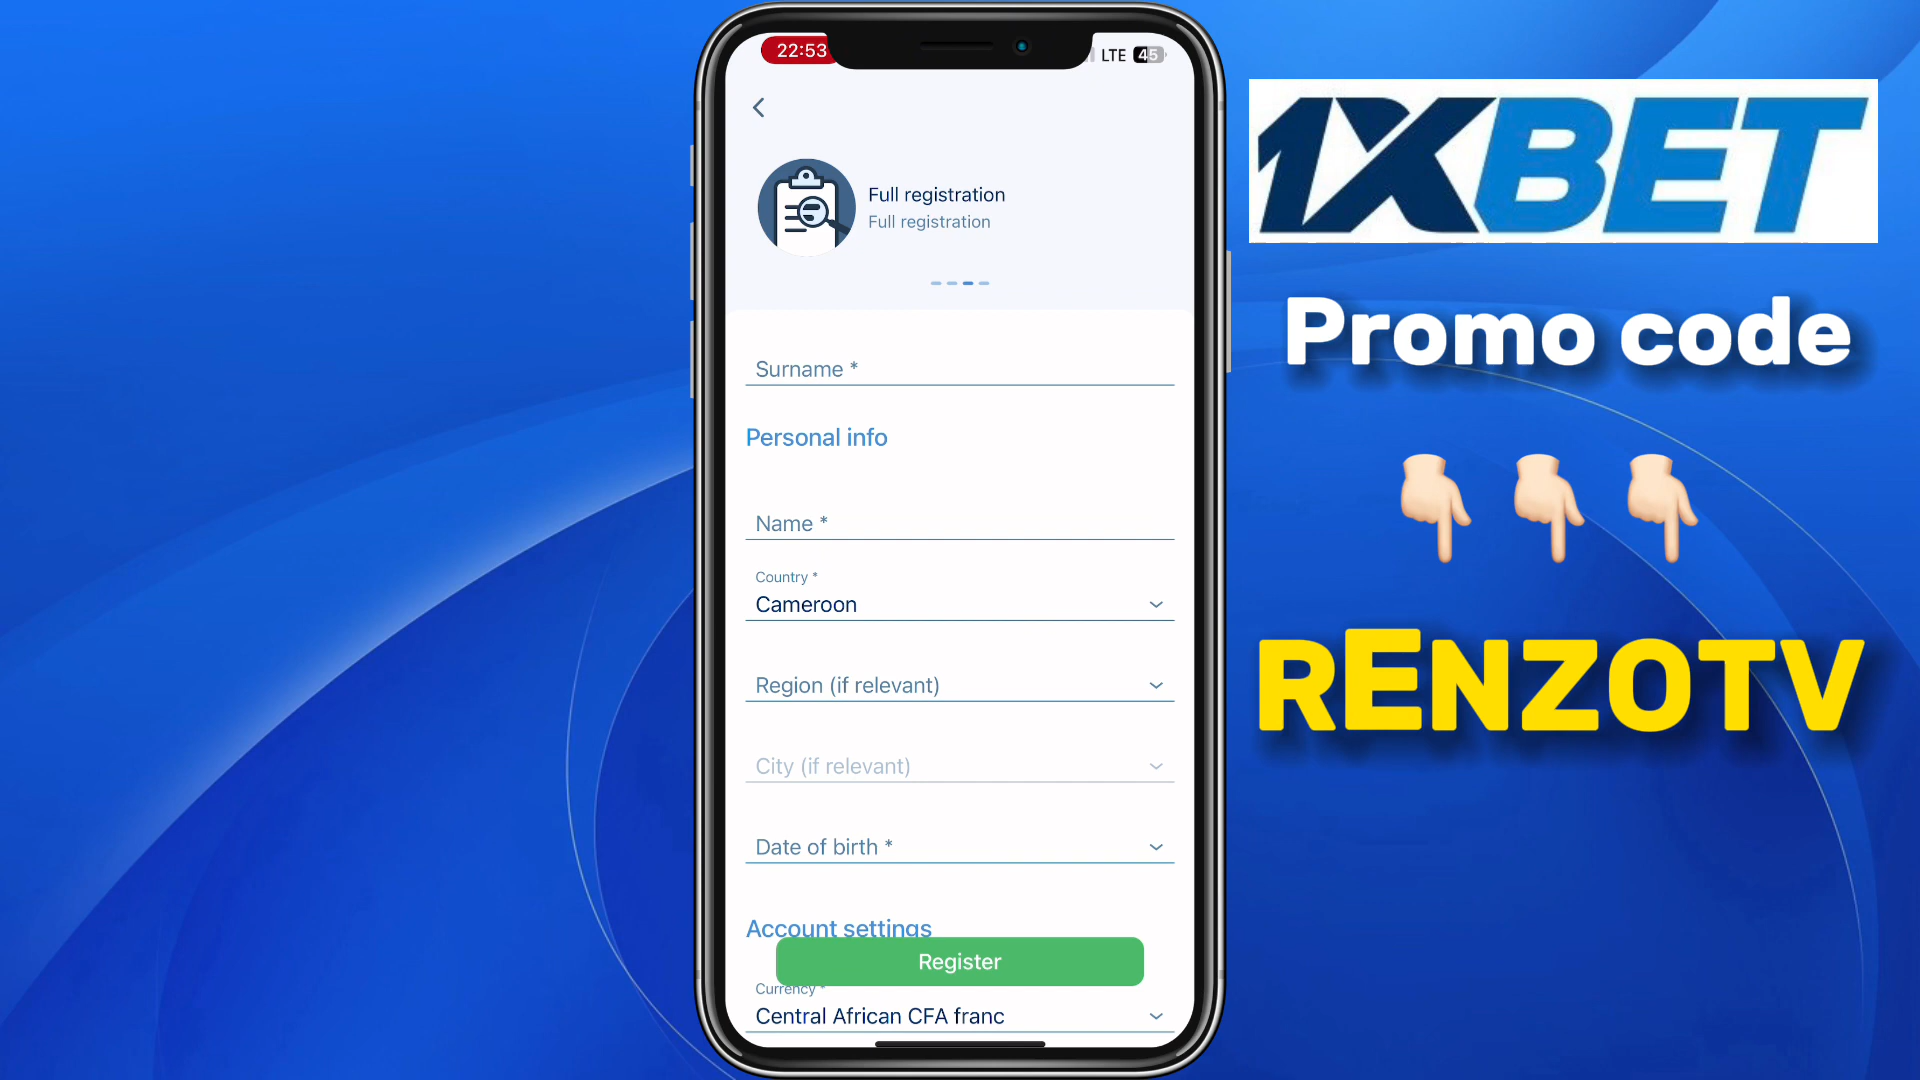 22:53
LTE 45
Full registration
Full registration
Surname *
Personal info
Name *
Country *
Cameroon
Region (if relevant)
City (if relevant)
Date of birth *
Account settings
Register
Currency *
Central African CFA franc
1XBET
Promo code
👇🏻 👇🏻 👇🏻
RENZOTV